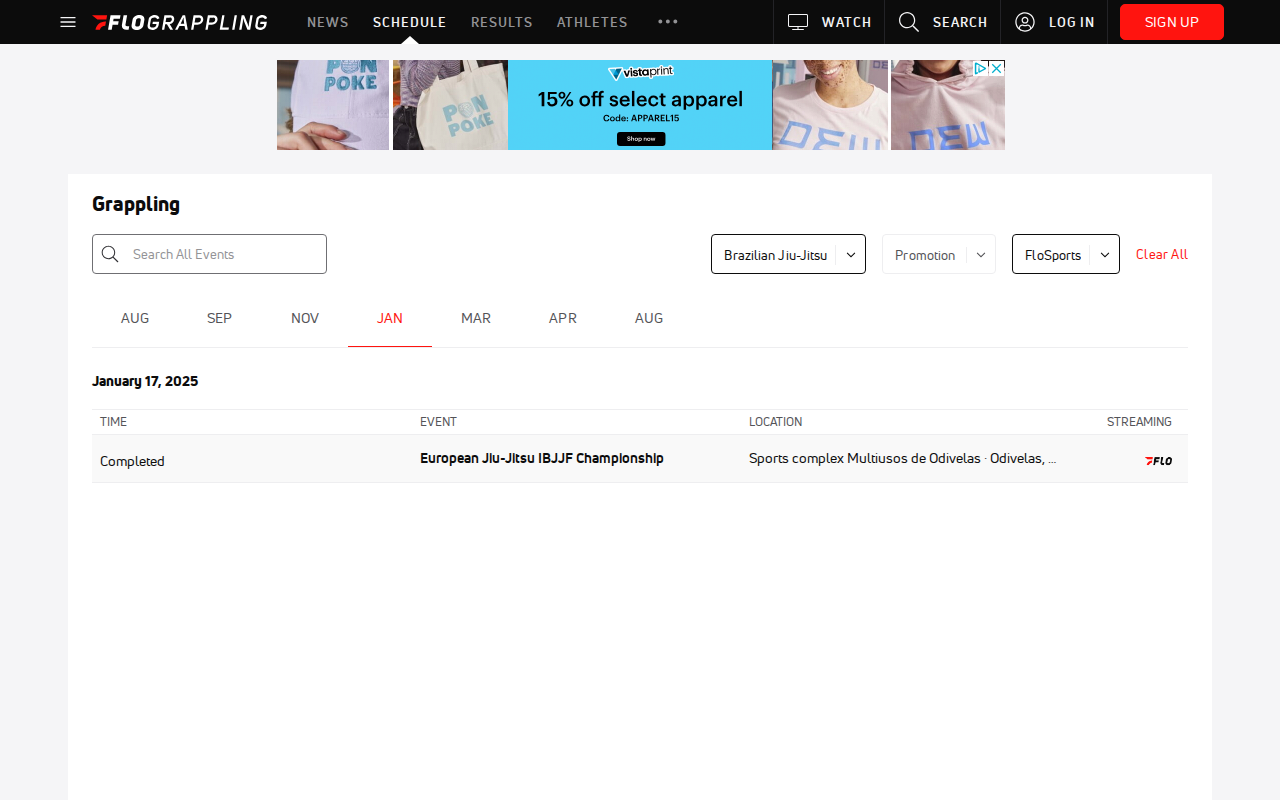 FLOGRAPPLING
NEWS
SCHEDULE
RESULTS
ATHLETES
WATCH
SEARCH
LOG IN
SIGN UP
PON
POKE
PON
POKE
vistaprint
15% off select apparel
Code: APPAREL15
Shop now
DEW
DEW
Grappling
Search All Events
Brazilian Jiu-Jitsu
Promotion
FloSports
Clear All
AUG
SEP
NOV
JAN
MAR
APR
AUG
January 17, 2025
TIME
EVENT
LOCATION
STREAMING
Completed
European Jiu-Jitsu IBJJF Championship
Sports complex Multiusos de Odivelas · Odivelas, ...
FLO